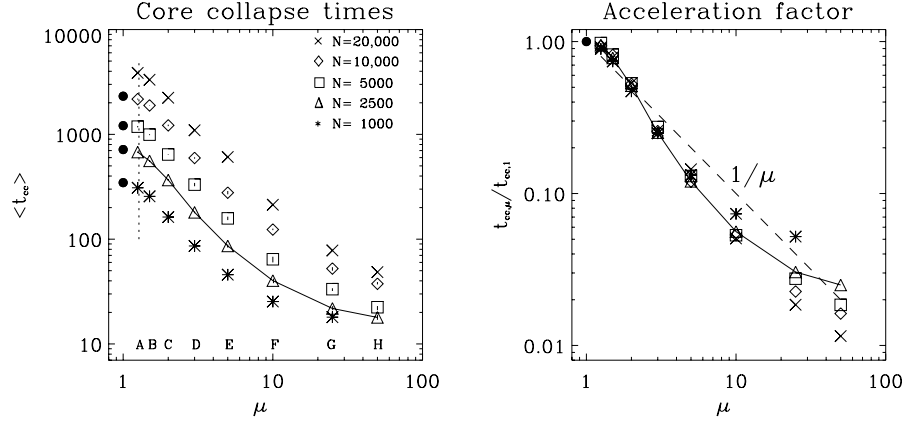 Core collapse times
10000
1000
100
10
<t_cc>
N=20,000
N=10,000
N= 5000
N= 2500
N= 1000
A B C D E F G H
1 10 100
μ
Acceleration factor
1.00
0.10
0.01
t_cc,μ/t_cc,1
1/μ
1 10 100
μ